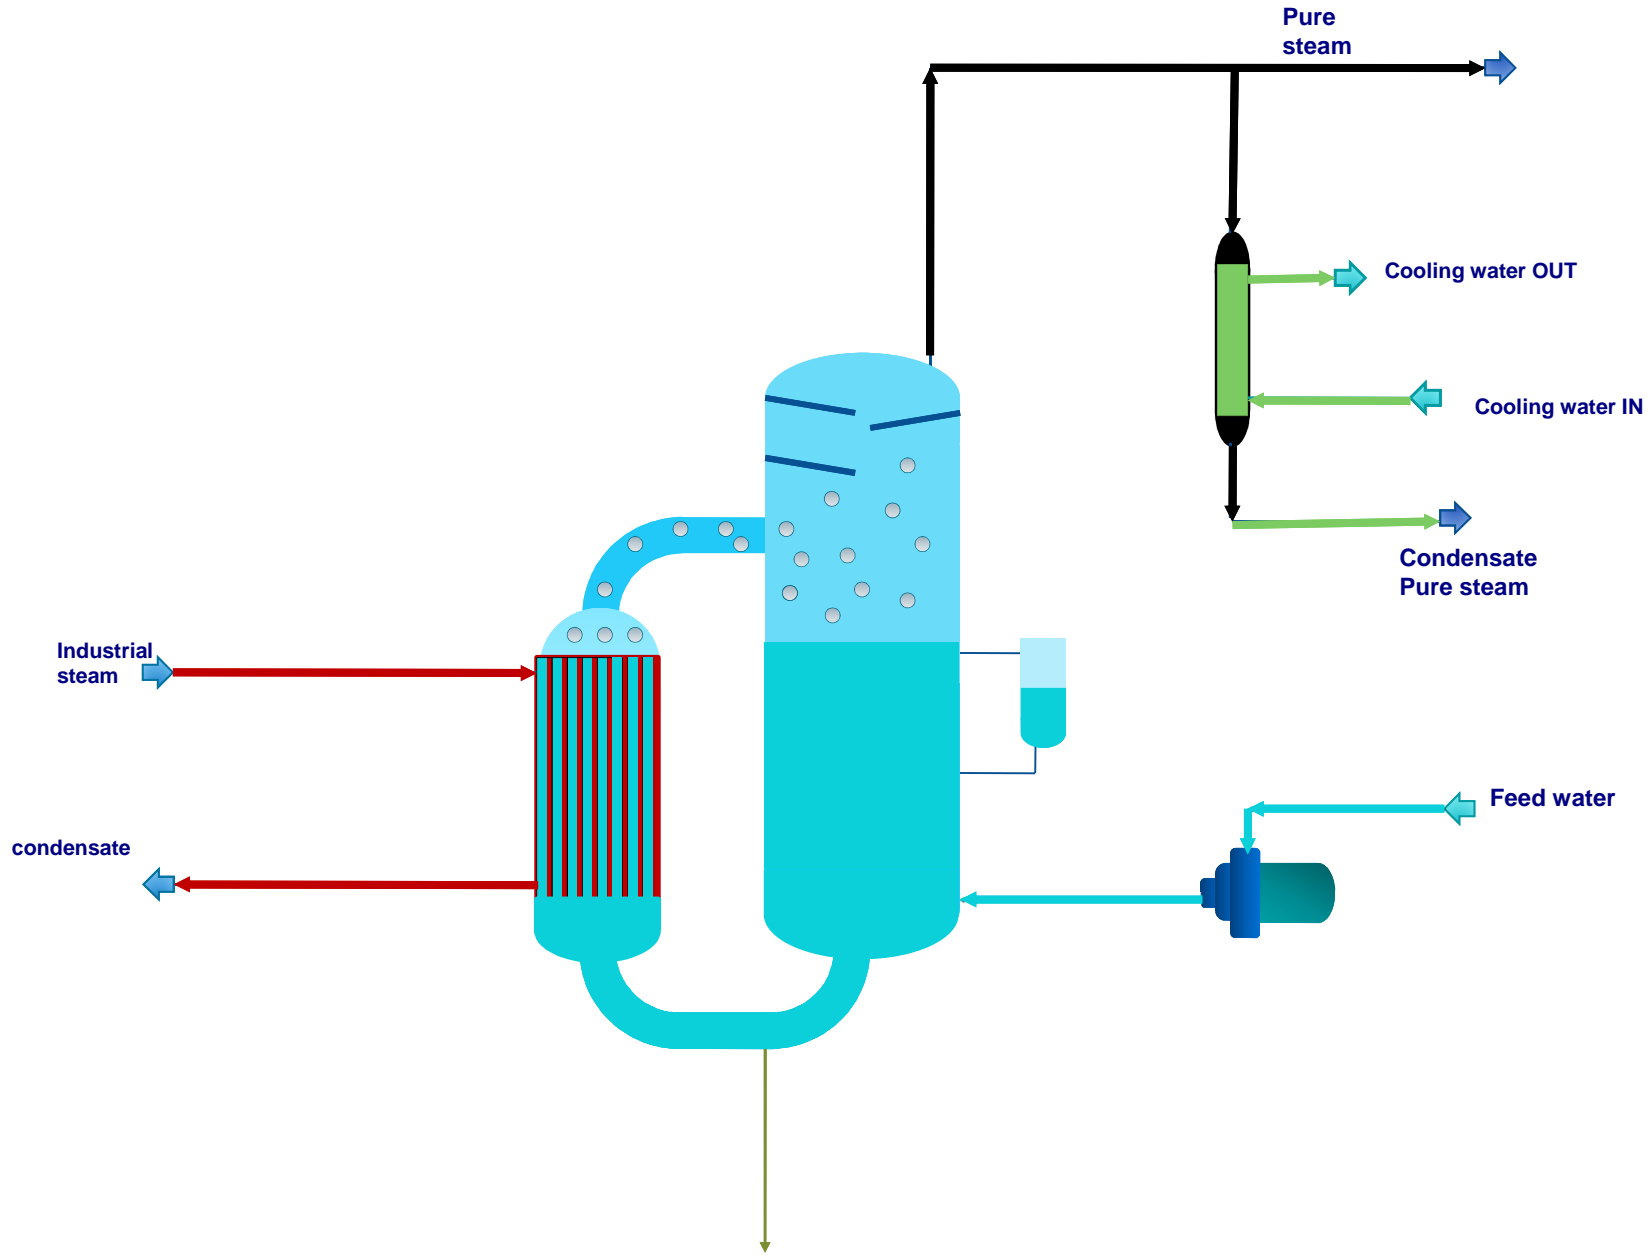 Pure
steam
Cooling water OUT
Cooling water IN
Condensate
Pure steam
Industrial
steam
Feed water
condensate